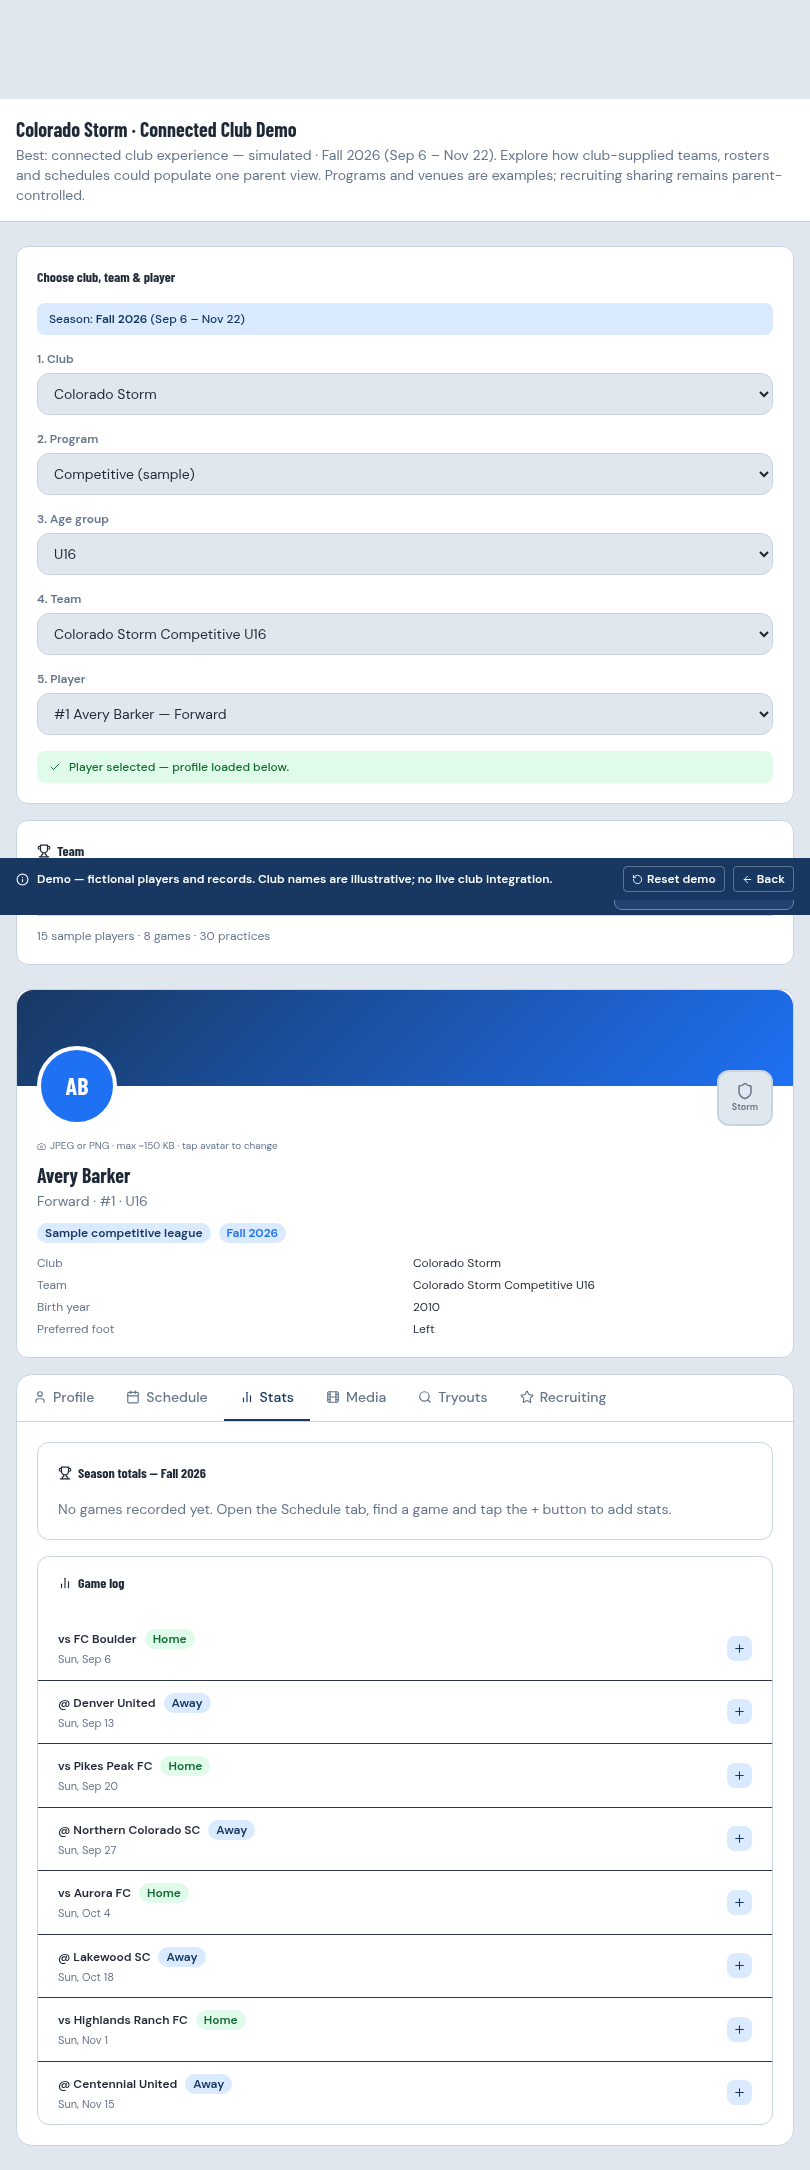 Colorado Storm · Connected Club Demo
Best: connected club experience — simulated · Fall 2026 (Sep 6 – Nov 22). Explore how club-supplied teams, rosters
and schedules could populate one parent view. Programs and venues are examples; recruiting sharing remains parent-
controlled.
Choose club, team & player
Season: Fall 2026 (Sep 6 – Nov 22)
1. Club
Colorado Storm
2. Program
Competitive (sample)
3. Age group
U16
4. Team
Colorado Storm Competitive U16
5. Player
#1 Avery Barker — Forward
Player selected — profile loaded below.
Team
Demo — fictional players and records. Club names are illustrative; no live club integration.
Reset demo
Back
15 sample players · 8 games · 30 practices
AB
Storm
JPEG or PNG · max ~150 KB · tap avatar to change
Avery Barker
Forward · #1 · U16
Sample competitive league
Fall 2026
Club
Colorado Storm
Team
Colorado Storm Competitive U16
Birth year
2010
Preferred foot
Left
Profile
Schedule
Stats
Media
Tryouts
Recruiting
Season totals — Fall 2026
No games recorded yet. Open the Schedule tab, find a game and tap the + button to add stats.
Game log
vs FC Boulder Home
Sun, Sep 6
+
@ Denver United Away
Sun, Sep 13
+
vs Pikes Peak FC Home
Sun, Sep 20
+
@ Northern Colorado SC Away
Sun, Sep 27
+
vs Aurora FC Home
Sun, Oct 4
+
@ Lakewood SC Away
Sun, Oct 18
+
vs Highlands Ranch FC Home
Sun, Nov 1
+
@ Centennial United Away
Sun, Nov 15
+